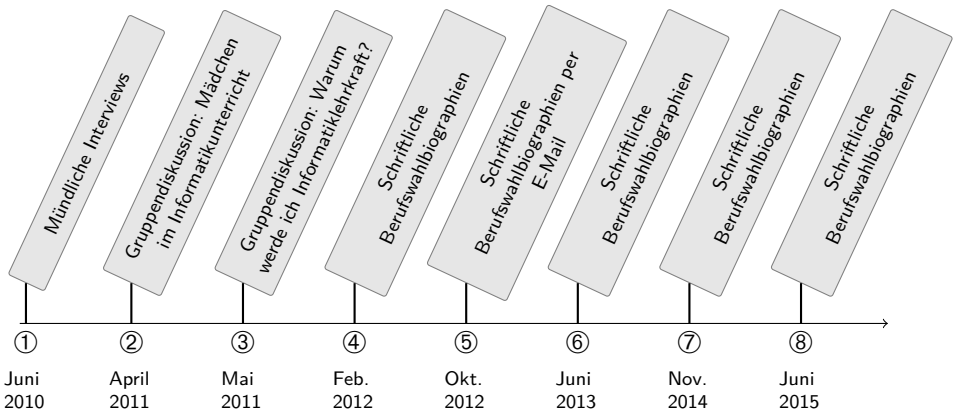 Mündliche Interviews
Gruppendiskussion: Mädchen
im Informatikunterricht
Gruppendiskussion: Warum
werde ich Informatiklehrkraft?
Schriftliche
Berufswahlbiographien
Schriftliche
Berufswahlbiographien per
E-Mail
Schriftliche
Berufswahlbiographien
Schriftliche
Berufswahlbiographien
Schriftliche
Berufswahlbiographien
① ② ③ ④ ⑤ ⑥ ⑦ ⑧
Juni April Mai Feb. Okt. Juni Nov. Juni
2010 2011 2011 2012 2012 2013 2014 2015